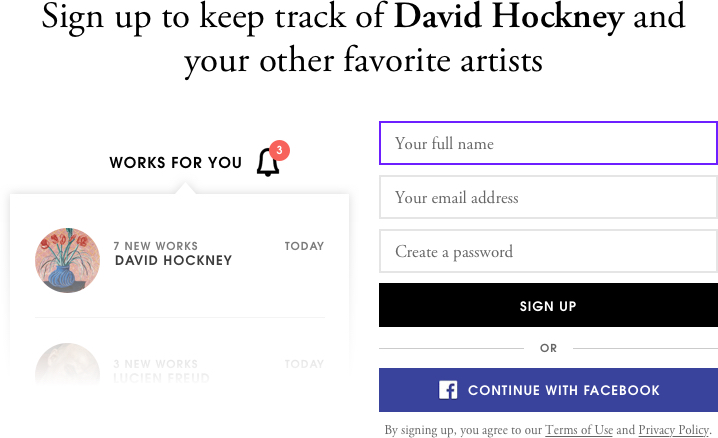 Sign up to keep track of David Hockney and
your other favorite artists
WORKS FOR YOU
3
7 NEW WORKS
TODAY
DAVID HOCKNEY
3 NEW WORKS
TODAY
LUCIEN FREUD
Your full name
Your email address
Create a password
SIGN UP
OR
CONTINUE WITH FACEBOOK
By signing up, you agree to our Terms of Use and Privacy Policy.